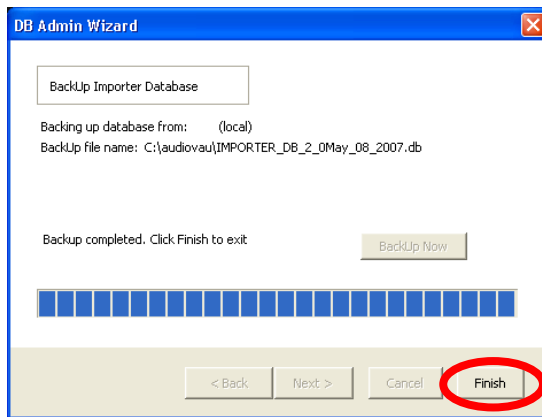 DB Admin Wizard
BackUp Importer Database
Backing up database from: (local)
BackUp file name: C:\audiovau\IMPORTER_DB_2_0May_08_2007.db
Backup completed. Click Finish to exit
BackUp Now
< Back
Next >
Cancel
Finish